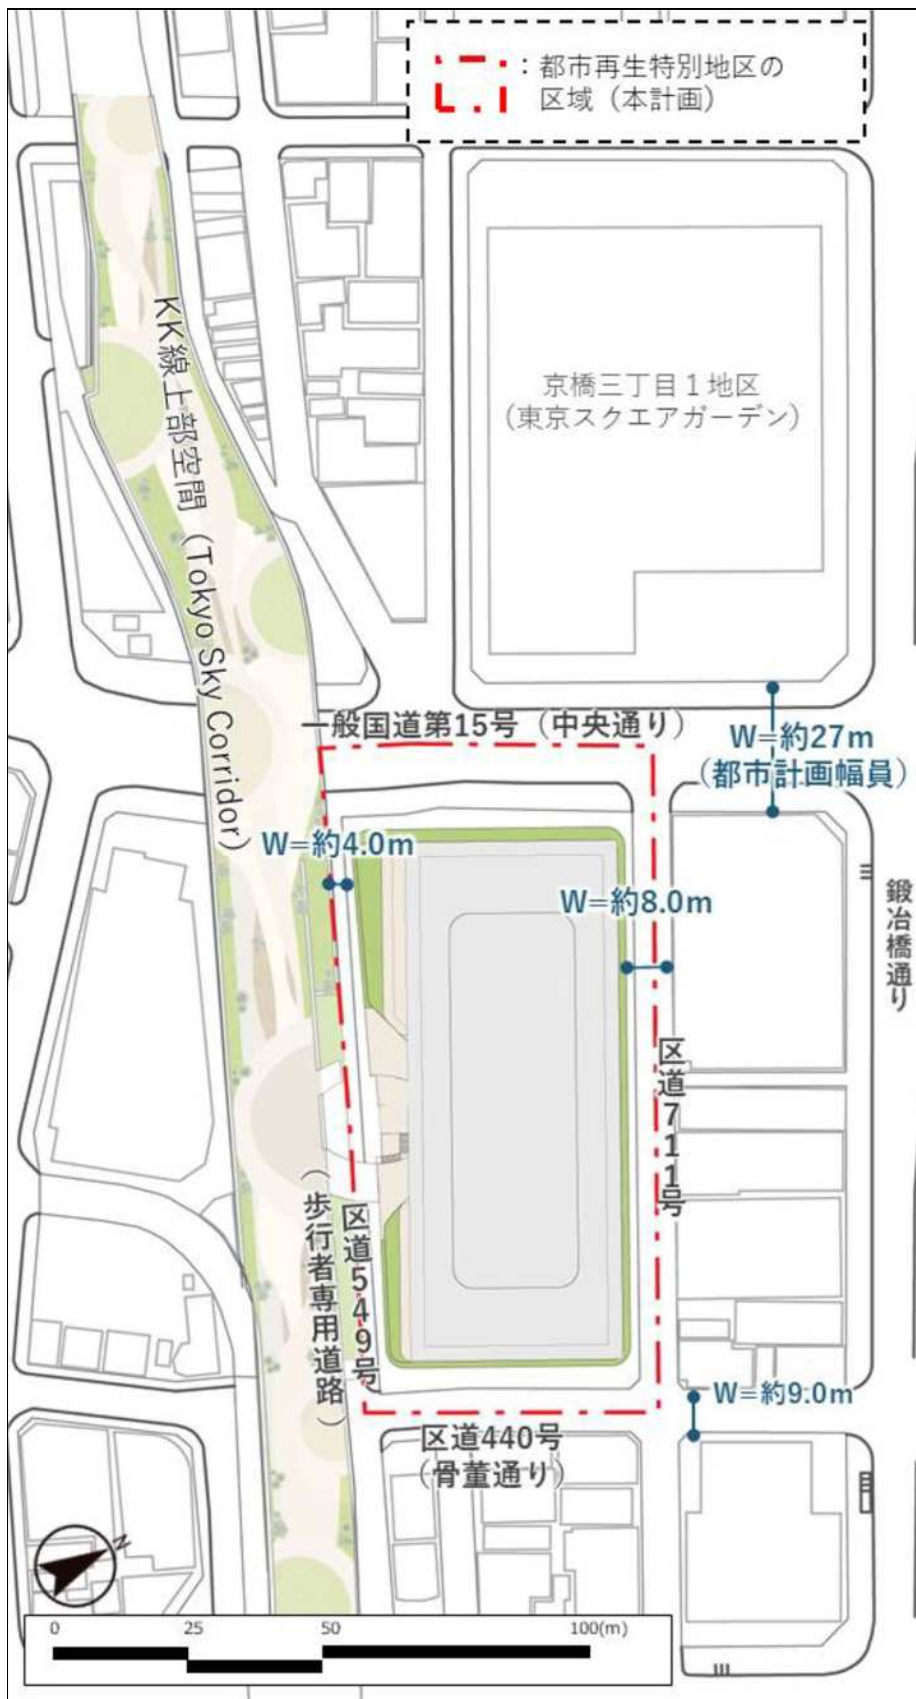 ：都市再生特別地区の
区域（本計画）
KK線上部空間（Tokyo Sky Corridor）
京橋三丁目1地区
(東京スクエアガーデン)
一般国道第15号（中央通り）
W=約27m
(都市計画幅員)
W=約4.0m
W=約8.0m
鍛冶橋通り
区道711号
区道549号
（歩行者専用道路）
W=約9.0m
区道440号
（骨董通り）
N
0 25 50 100(m)